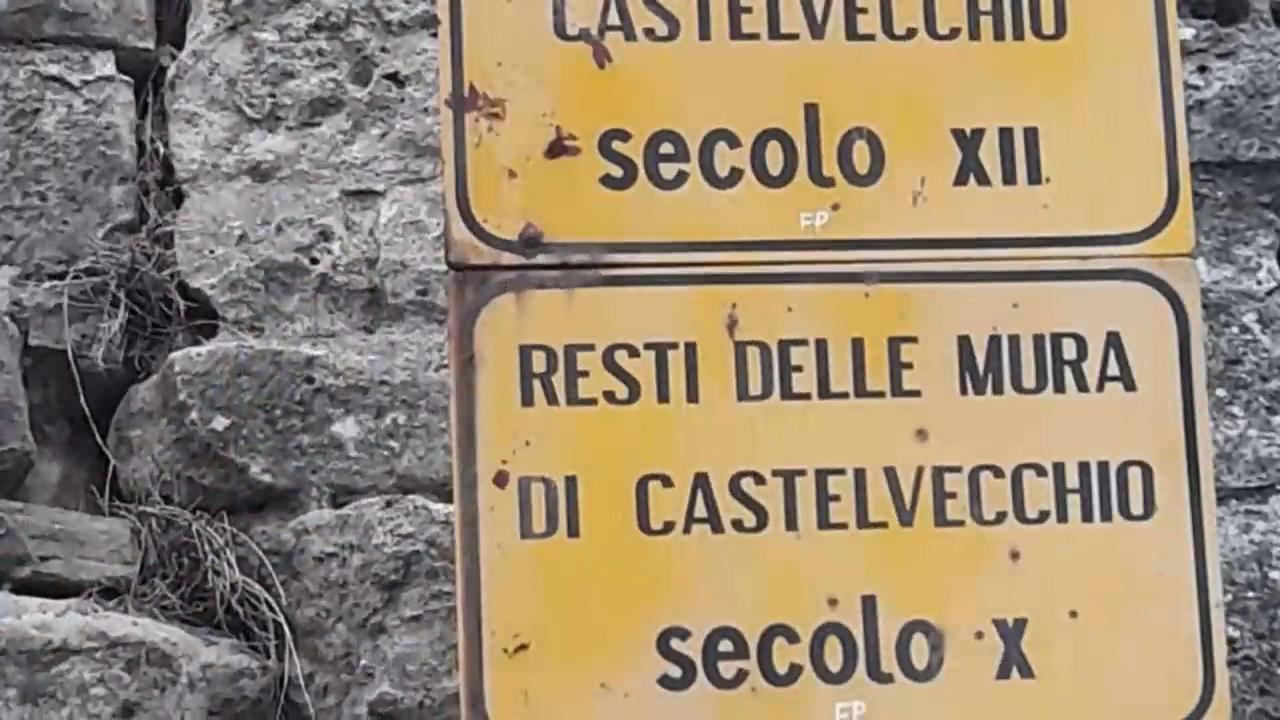 CASTELVECCHIO
secolo XII
FP
RESTI DELLE MURA
DI CASTELVECCHIO
secolo X
FP